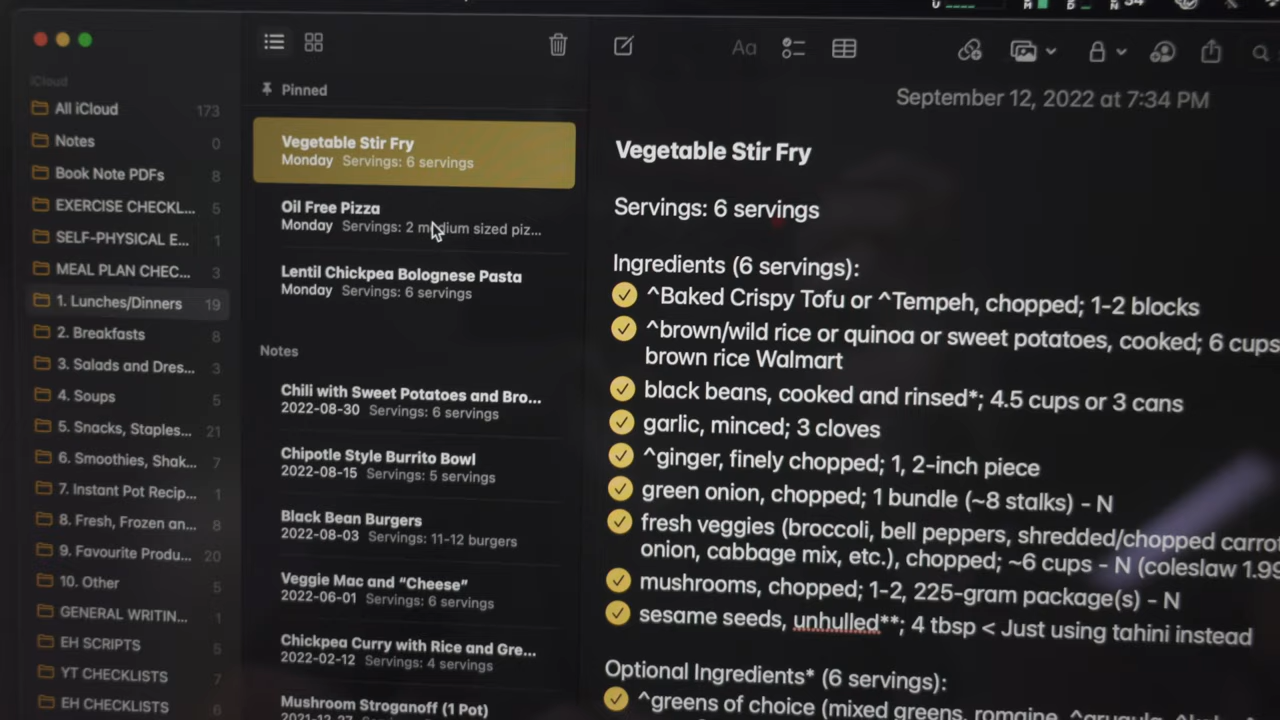 iCloud
All iCloud 173
Notes 0
Book Note PDFs 8
EXERCISE CHECKL... 5
SELF-PHYSICAL E... 1
MEAL PLAN CHEC... 3
1. Lunches/Dinners 19
2. Breakfasts 8
3. Salads and Dres... 3
4. Soups 5
5. Snacks, Staples... 21
6. Smoothies, Shak... 7
7. Instant Pot Recip... 1
8. Fresh, Frozen an... 8
9. Favourite Produ... 20
10. Other 5
GENERAL WRITIN... 1
EH SCRIPTS 5
YT CHECKLISTS 7
EH CHECKLISTS 6
Pinned
Vegetable Stir Fry
Monday Servings: 6 servings
Oil Free Pizza
Monday Servings: 2 medium sized piz...
Lentil Chickpea Bolognese Pasta
Monday Servings: 6 servings
Notes
Chili with Sweet Potatoes and Bro...
2022-08-30 Servings: 6 servings
Chipotle Style Burrito Bowl
2022-08-15 Servings: 5 servings
Black Bean Burgers
2022-08-03 Servings: 11-12 burgers
Veggie Mac and “Cheese”
2022-06-01 Servings: 6 servings
Chickpea Curry with Rice and Gre...
2022-02-12 Servings: 4 servings
Mushroom Stroganoff (1 Pot)
Aa
September 12, 2022 at 7:34 PM
Vegetable Stir Fry
Servings: 6 servings
Ingredients (6 servings):
^Baked Crispy Tofu or ^Tempeh, chopped; 1-2 blocks
^brown/wild rice or quinoa or sweet potatoes, cooked; 6 cups
brown rice Walmart
black beans, cooked and rinsed*; 4.5 cups or 3 cans
garlic, minced; 3 cloves
^ginger, finely chopped; 1, 2-inch piece
green onion, chopped; 1 bundle (~8 stalks) - N
fresh veggies (broccoli, bell peppers, shredded/chopped carrot
onion, cabbage mix, etc.), chopped; ~6 cups - N (coleslaw 1.99
mushrooms, chopped; 1-2, 225-gram package(s) - N
sesame seeds, unhulled**; 4 tbsp < Just using tahini instead
Optional Ingredients* (6 servings):
^greens of choice (mixed greens, romaine,